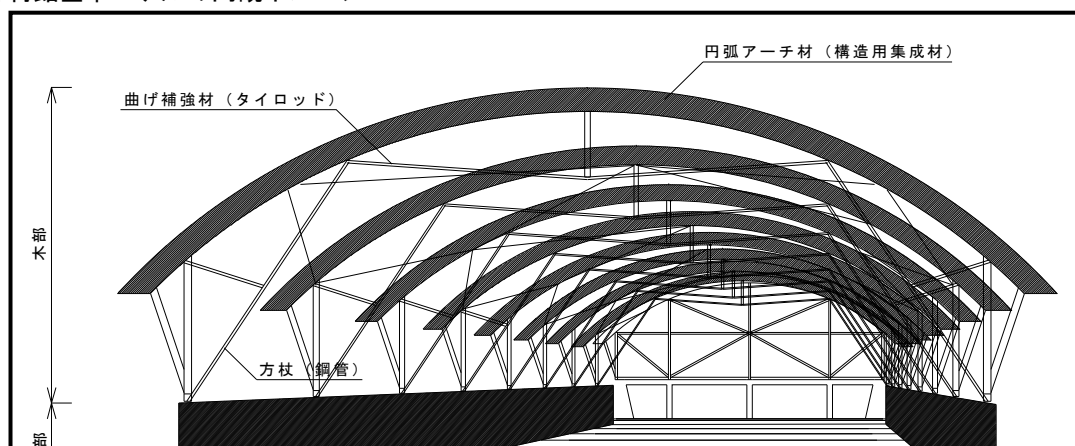 円弧アーチ材（構造用集成材）
曲げ補強材（タイロッド）
木部
方杖（鋼管）
部